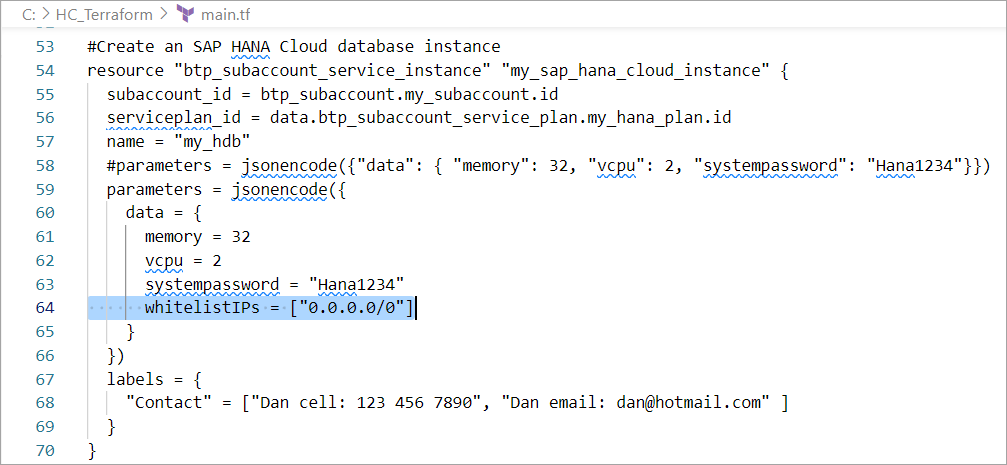 C: > HC_Terraform > main.tf
53 #Create an SAP HANA Cloud database instance
54 resource "btp_subaccount_service_instance" "my_sap_hana_cloud_instance" {
55 subaccount_id = btp_subaccount.my_subaccount.id
56 serviceplan_id = data.btp_subaccount_service_plan.my_hana_plan.id
57 name = "my_hdb"
58 #parameters = jsonencode({"data": { "memory": 32, "vcpu": 2, "systempassword": "Hana1234"}})
59 parameters = jsonencode({
60 data = {
61 memory = 32
62 vcpu = 2
63 systempassword = "Hana1234"
64 whitelistIPs = ["0.0.0.0/0"]
65 }
66 })
67 labels = {
68 "Contact" = ["Dan cell: 123 456 7890", "Dan email: dan@hotmail.com" ]
69 }
70 }